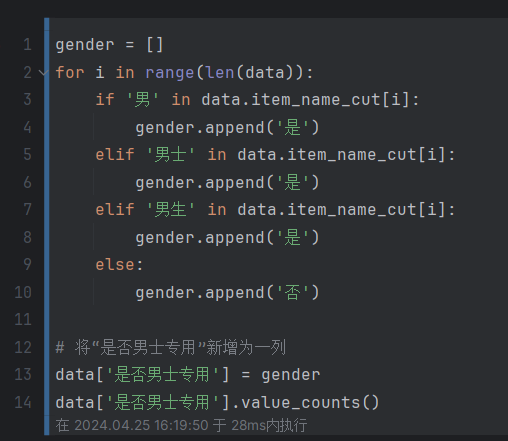 1 gender = []
2 for i in range(len(data)):
3     if '男' in data.item_name_cut[i]:
4         gender.append('是')
5     elif '男士' in data.item_name_cut[i]:
6         gender.append('是')
7     elif '男生' in data.item_name_cut[i]:
8         gender.append('是')
9     else:
10         gender.append('否')
11
12 # 将“是否男士专用”新增为一列
13 data['是否男士专用'] = gender
14 data['是否男士专用'].value_counts()
在 2024.04.25 16:19:50 于 28ms内执行